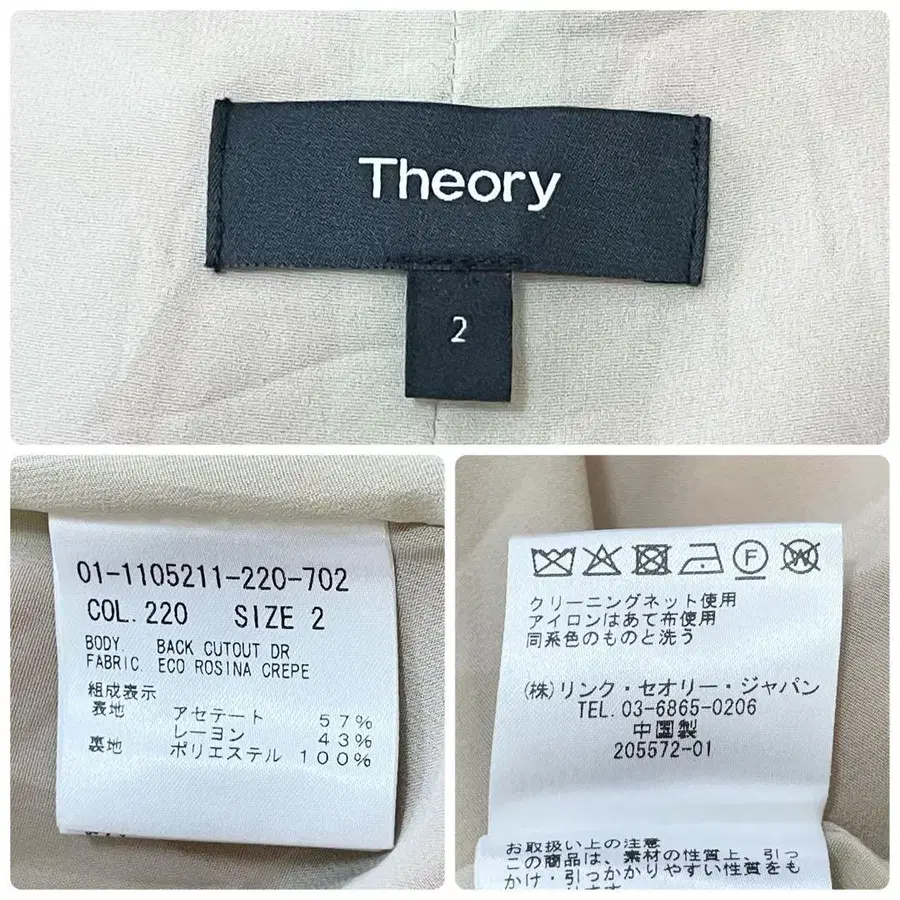 Theory
2
01-1105211-220-702
COL. 220 SIZE 2
BODY. BACK CUTOUT DR
FABRIC. ECO ROSINA CREPE
組成表示
表地 アセテート 57%
レーヨン 43%
裏地 ポリエステル 100%
F
W
クリーニングネット使用
アイロンはあて布使用
同系色のものと洗う
(株)リンク・セオリー・ジャパン
TEL. 03-6865-0206
中国製
205572-01
お取扱い上の注意
この商品は、素材の性質上、引っ
かけ・引っかかりやすい性質をも